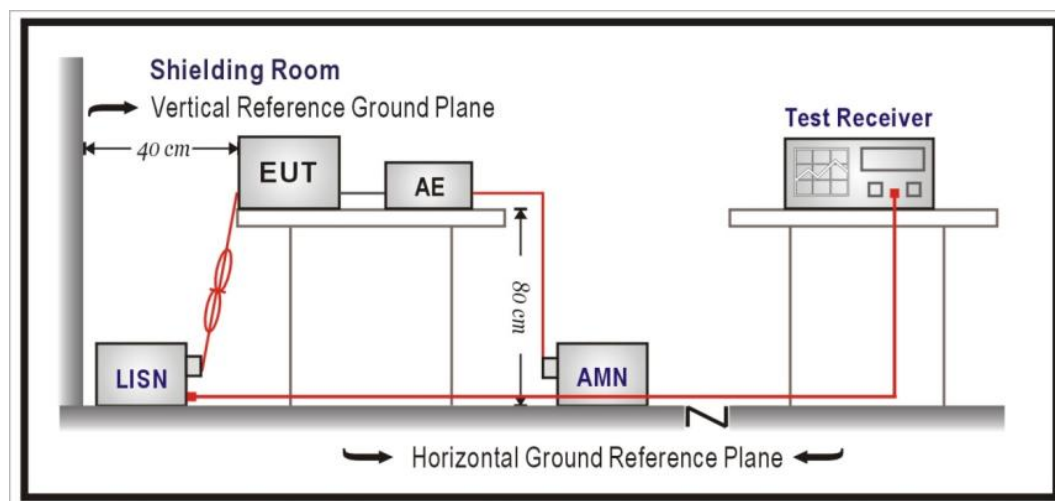 Shielding Room
Vertical Reference Ground Plane
Test Receiver
40 cm
EUT
AE
80 cm
LISN
AMN
Horizontal Ground Reference Plane